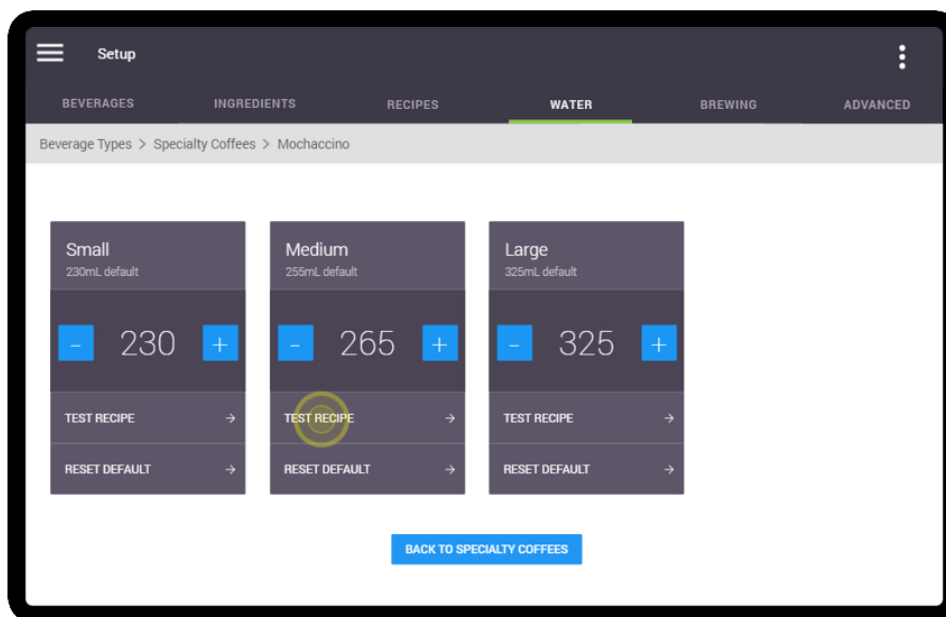 Setup
BEVERAGES INGREDIENTS RECIPES WATER BREWING ADVANCED
Beverage Types > Specialty Coffees > Mochaccino
Small Medium Large
230mL default 255mL default 325mL default
- 230 + - 265 + - 325 +
TEST RECIPE → TEST RECIPE → TEST RECIPE →
RESET DEFAULT → RESET DEFAULT → RESET DEFAULT →
BACK TO SPECIALTY COFFEES